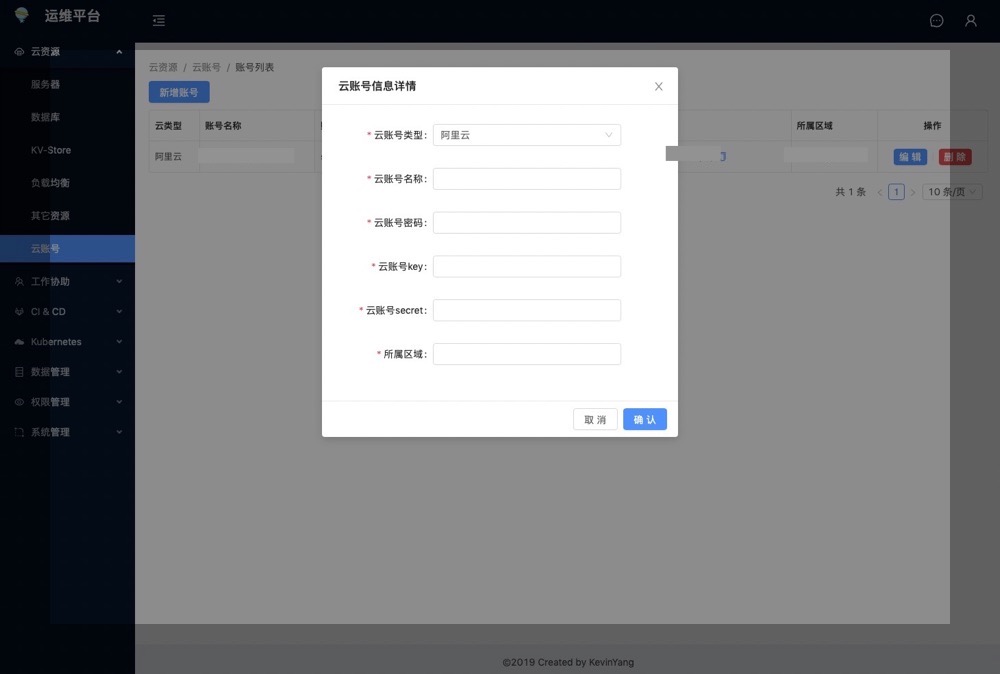 运维平台
云资源
服务器
数据库
KV-Store
负载均衡
其它资源
云账号
工作协助
CI & CD
Kubernetes
数据管理
权限管理
系统管理
云资源 / 云账号 / 账号列表
新增账号
云类型 账号名称 所属区域 操作
阿里云 编 辑 删 除
共 1 条 < 1 > 10 条/页
云账号信息详情
* 云账号类型: 阿里云
* 云账号名称:
* 云账号密码:
* 云账号key:
* 云账号secret:
* 所属区域:
取 消 确 认
©2019 Created by KevinYang